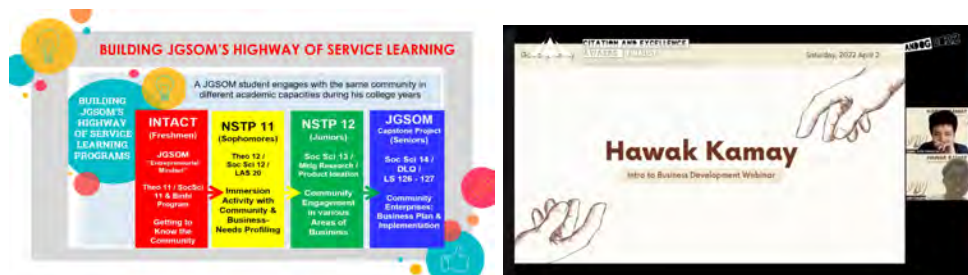 BUILDING JGSOM'S HIGHWAY OF SERVICE LEARNING
A JGSOM student engages with the same community in
different academic capacities during his college years
BUILDING
JGSOM'S
HIGHWAY
OF SERVICE
LEARNING
PROGRAMS
INTACT
(Freshmen)
JGSOM
"Entrepreneurial
Mindset"
Theo 11 / SocSci
11 & Binhi
Program
Getting to
Know the
Community
NSTP 11
(Sophomores)
Theo 12 /
Soc Sci 12 /
LAS 20
Immersion
Activity with
Community &
Business-
Needs Profiling
NSTP 12
(Juniors)
Soc Sci 13 /
Mktg Research /
Product Ideation
Community
Engagement
in various
Areas of
Business
JGSOM
Capstone Project
(Seniors)
Soc Sci 14 /
DLQ /
LS 126 - 127
Community
Enterprises:
Business Plan &
Implementation
CITATION AND EXCELLENCE
Saturday, 2022 April 2
Hawak Kamay
Intro to Business Development Webinar